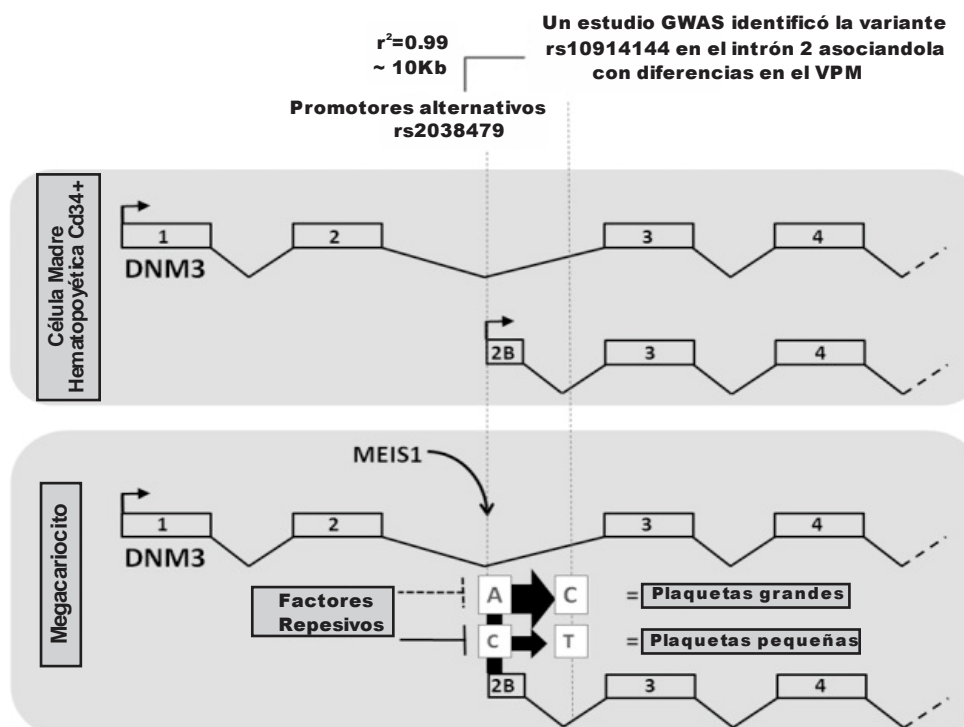 Un estudio GWAS identificó la variante
rs10914144 en el intrón 2 asociandola
con diferencias en el VPM
r²=0.99
~ 10Kb
Promotores alternativos
rs2038479
Célula Madre
Hematopoyética Cd34+
1 2 3 4
DNM3
2B 3 4
Megacariocito
MEIS1
1 2 3 4
DNM3
Factores
Repesivos
A C = Plaquetas grandes
C T = Plaquetas pequeñas
2B 3 4